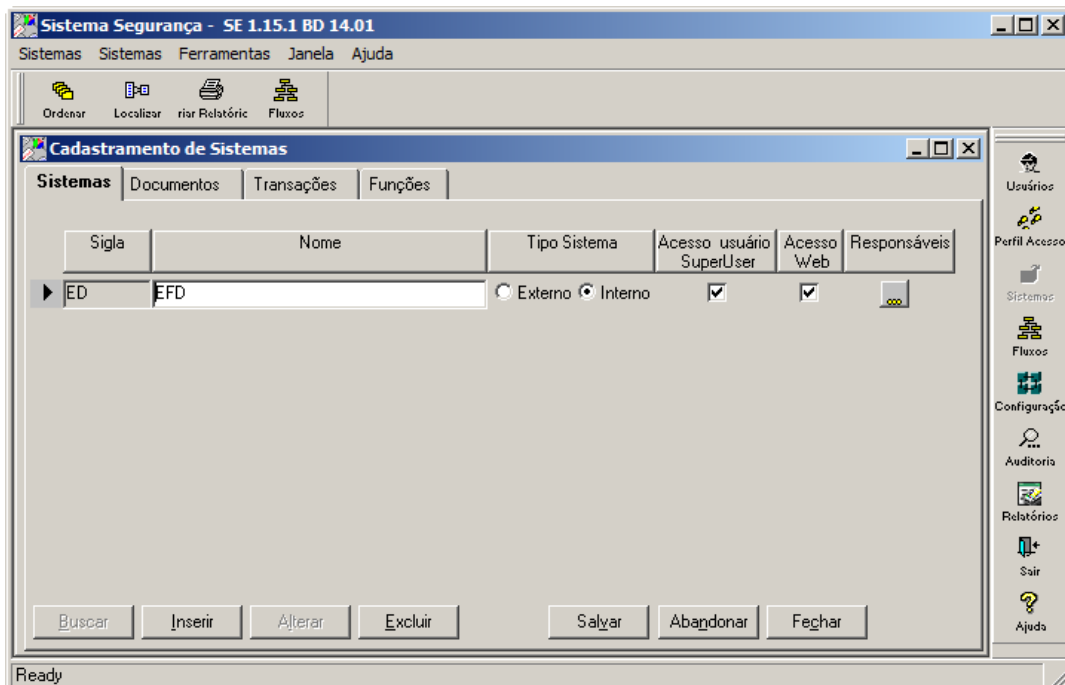 Sistema Segurança - SE 1.15.1 BD 14.01
Sistemas Sistemas Ferramentas Janela Ajuda
Ordenar Localizar riar Relatóric Fluxos
Cadastramento de Sistemas
Sistemas Documentos Transações Funções
Sigla Nome Tipo Sistema Acesso usuário SuperUser Acesso Web Responsáveis
ED EFD Externo Interno
Buscar Inserir Alterar Excluir Salvar Abandonar Fechar
Usuários
Perfil Acesso
Sistemas
Fluxos
Configuraçãc
Auditoria
Relatórios
Sair
Ajuda
Ready